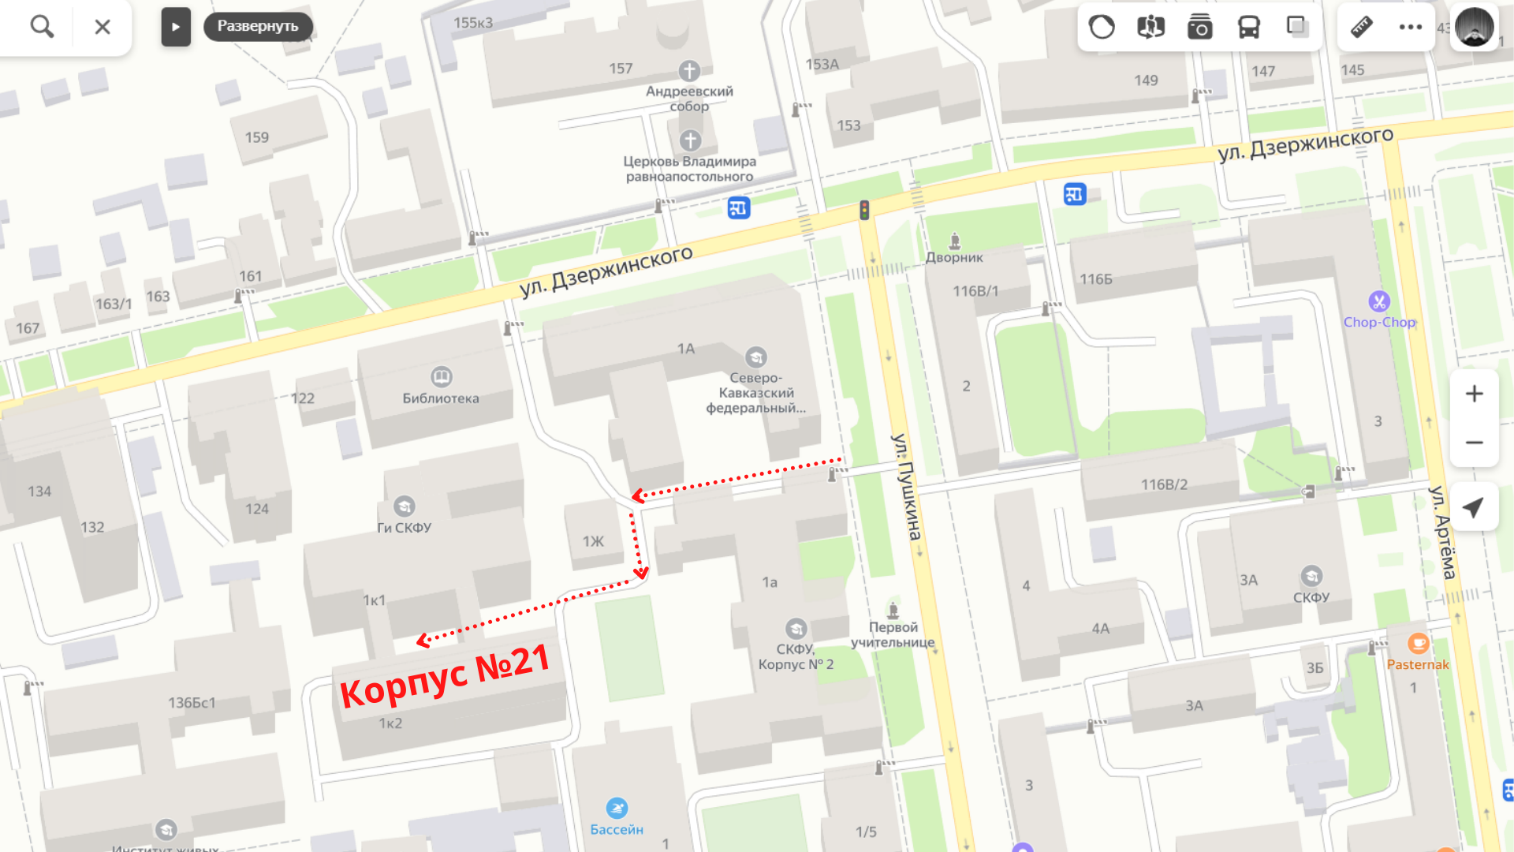 Развернуть
155к3
157
Андреевский
собор
Церковь Владимира
равноапостольного
153А
153
149
147
145
43
159
ул. Дзержинского
161
163/1
163
167
ул. Дзержинского
Дворник
116В/1
116Б
Chop-Chop
1А
Северо-
Кавказский
федеральный...
Библиотека
122
2
3
134
132
124
Ги СКФУ
1Ж
ул. Пушкина
116В/2
ул. Артёма
1а
1к1
4
4А
3А
СКФУ
Первой
учительнице
СКФУ,
Корпус № 2
Корпус №21
1к2
136Бс1
3Б
3А
Pasternak
1
3
Бассейн
1
1/5
Институт живых